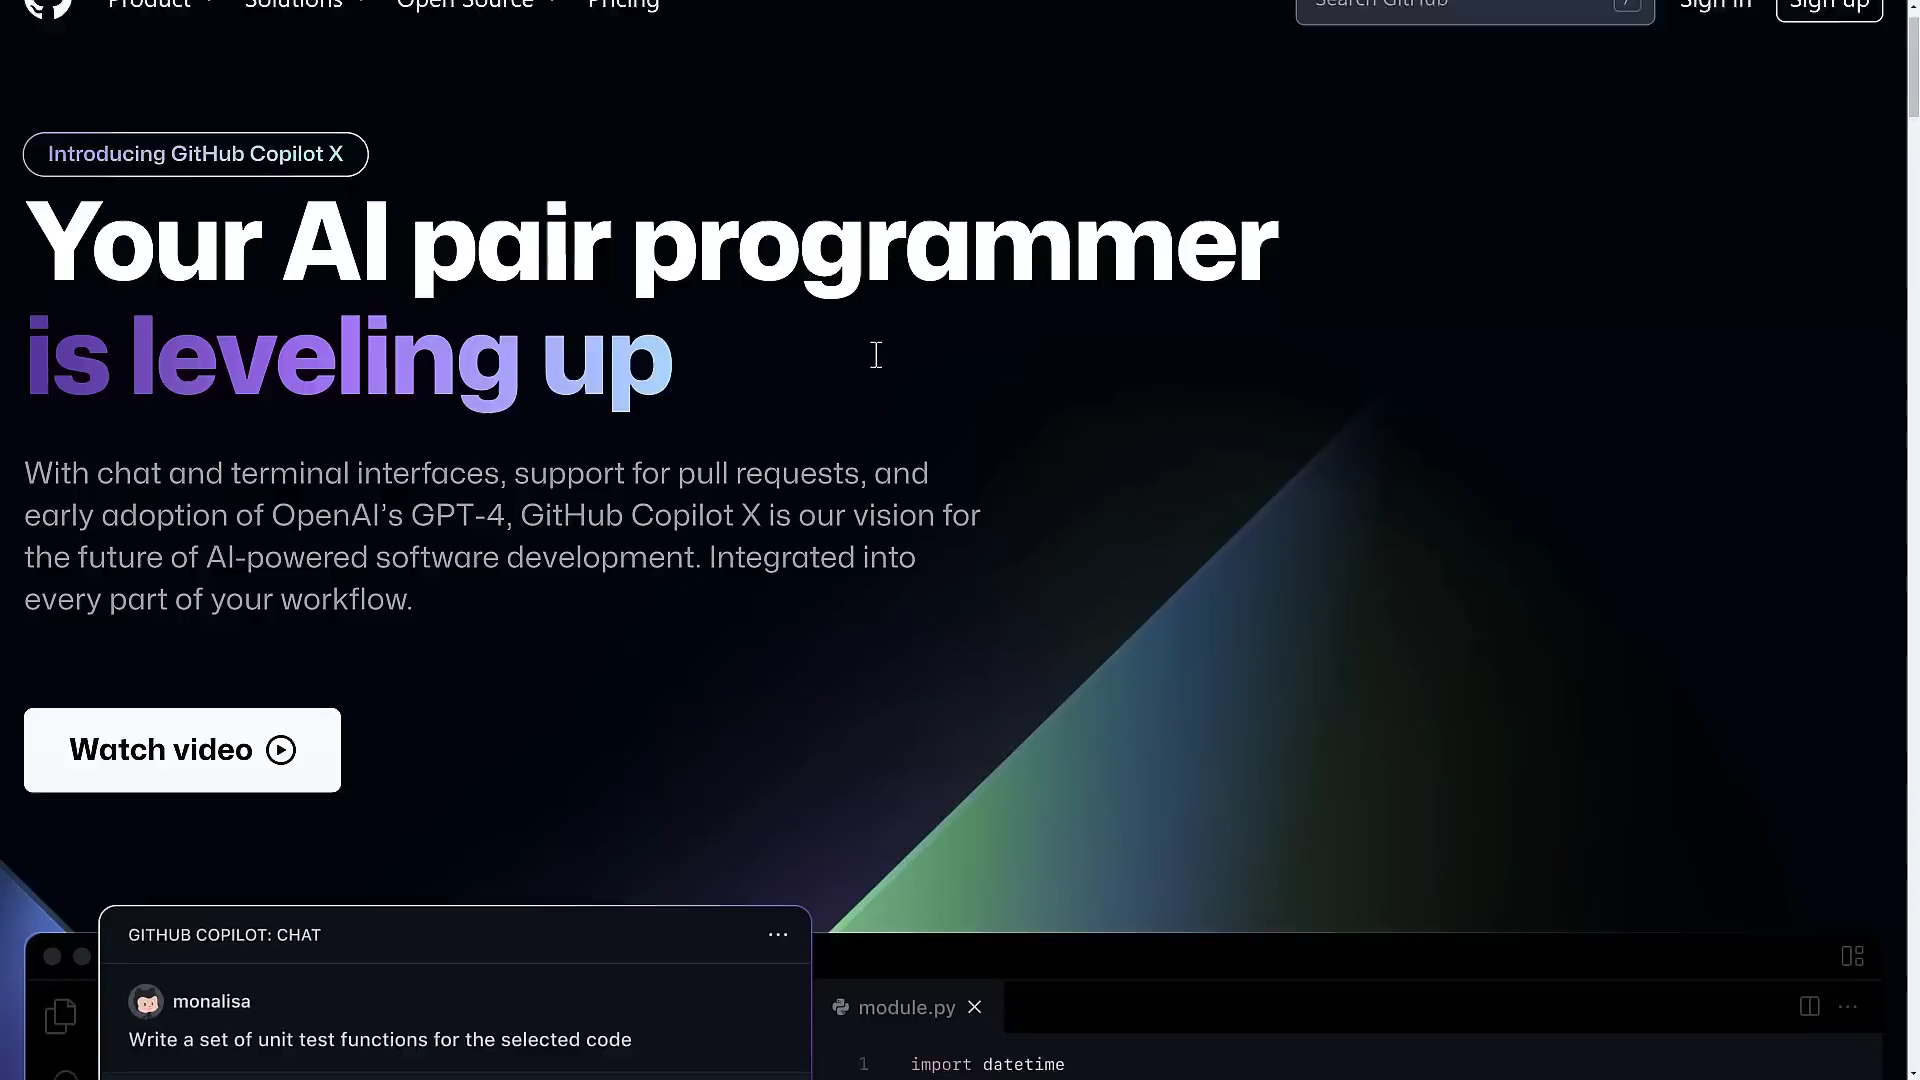 Product Solutions Open Source Pricing Search GitHub / Sign in Sign up
Introducing GitHub Copilot X
Your AI pair programmer
is leveling up
With chat and terminal interfaces, support for pull requests, and
early adoption of OpenAI’s GPT-4, GitHub Copilot X is our vision for
the future of AI-powered software development. Integrated into
every part of your workflow.
Watch video
GITHUB COPILOT: CHAT
monalisa
Write a set of unit test functions for the selected code
module.py
1 import datetime